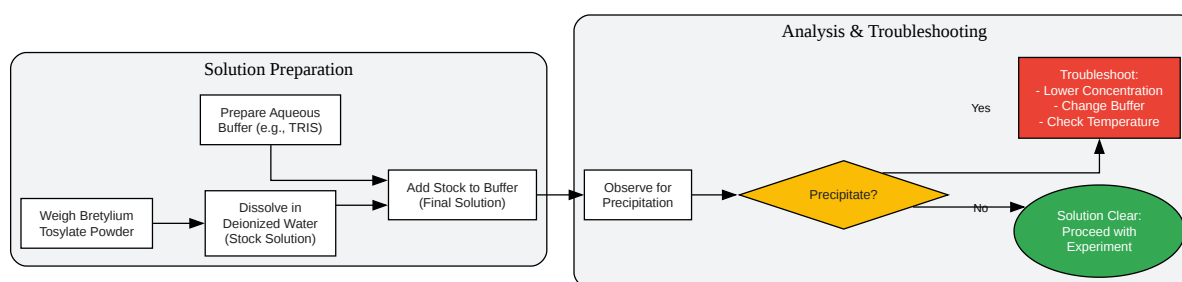 Solution Preparation
Prepare Aqueous
Buffer (e.g., TRIS)
Weigh Bretylium
Tosylate Powder
Dissolve in
Deionized Water
(Stock Solution)
Add Stock to Buffer
(Final Solution)
Analysis & Troubleshooting
Observe for
Precipitation
Precipitate?
Yes
Troubleshoot:
- Lower Concentration
- Change Buffer
- Check Temperature
No
Solution Clear:
Proceed with
Experiment